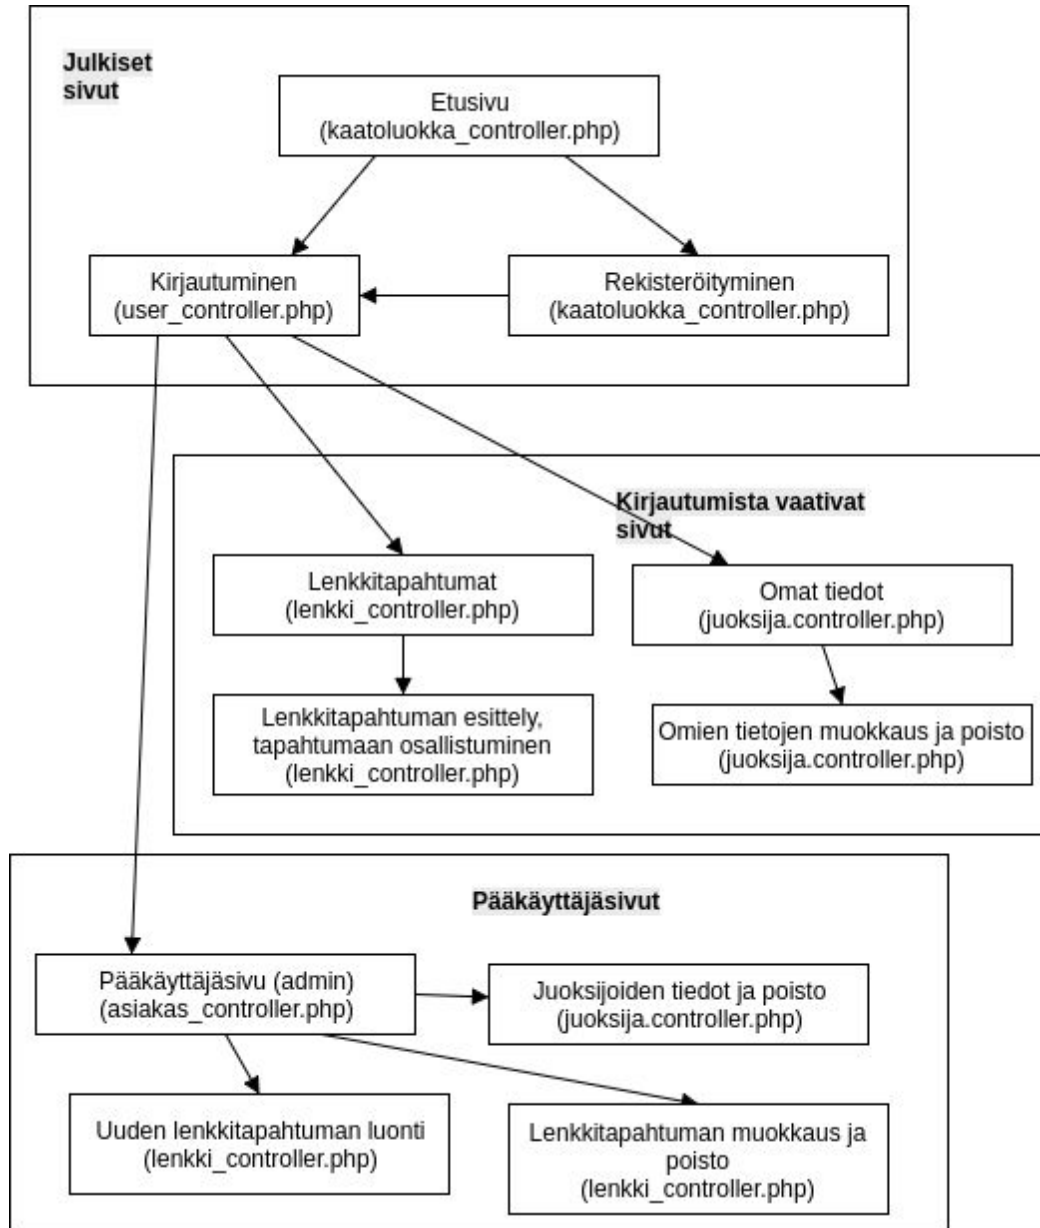 Julkiset
sivut
Etusivu
(kaatoluokka_controller.php)
Kirjautuminen
(user_controller.php)
Rekisteröityminen
(kaatoluokka_controller.php)
Kirjautumista vaativat
sivut
Lenkkitapahtumat
(lenkki_controller.php)
Omat tiedot
(juoksija.controller.php)
Lenkkitapahtuman esittely,
tapahtumaan osallistuminen
(lenkki_controller.php)
Omien tietojen muokkaus ja poisto
(juoksija.controller.php)
Pääkäyttäjäsivut
Pääkäyttäjäsivu (admin)
(asiakas_controller.php)
Juoksijoiden tiedot ja poisto
(juoksija.controller.php)
Uuden lenkkitapahtuman luonti
(lenkki_controller.php)
Lenkkitapahtuman muokkaus ja
poisto
(lenkki_controller.php)